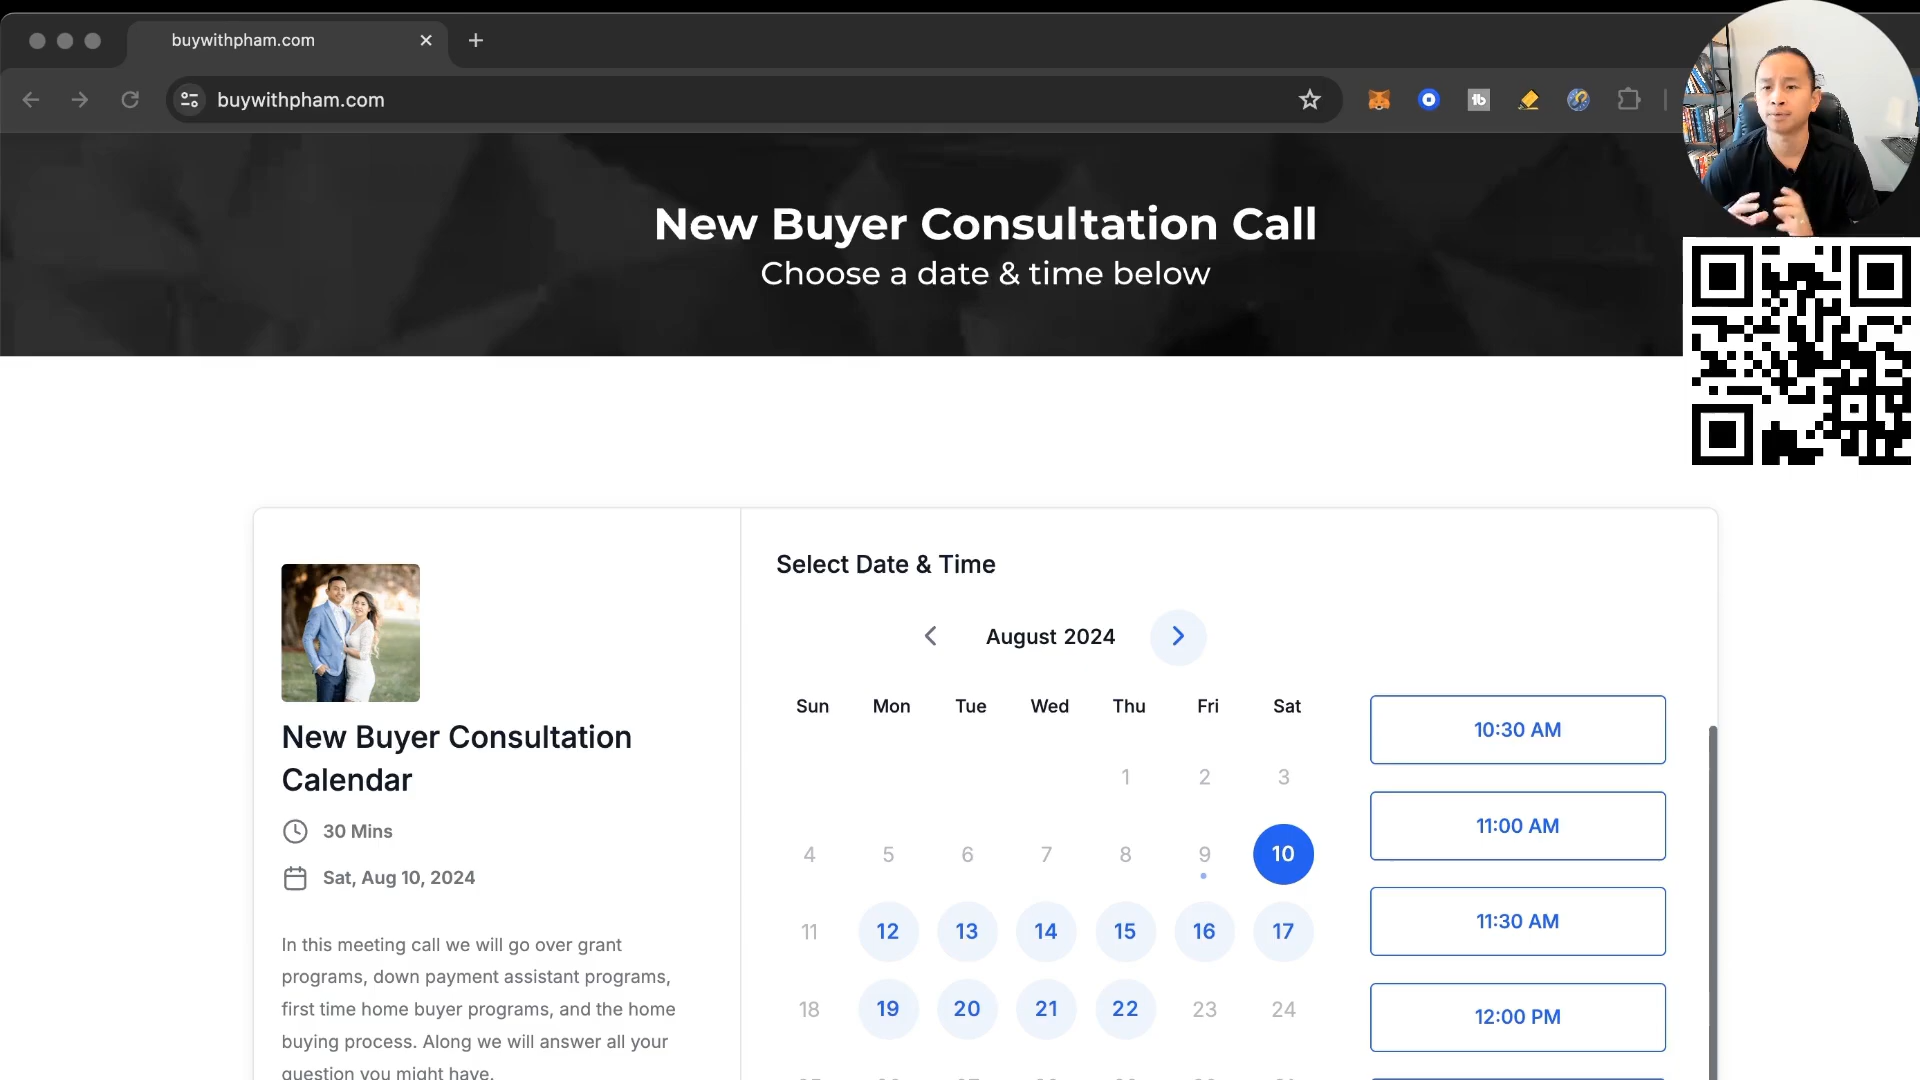 buywithpham.com
buywithpham.com
tb
New Buyer Consultation Call
Choose a date & time below
New Buyer Consultation
Calendar
30 Mins
Sat, Aug 10, 2024
In this meeting call we will go over grant
programs, down payment assistant programs,
first time home buyer programs, and the home
buying process. Along we will answer all your
question you might have.
Select Date & Time
August 2024
Sun Mon Tue Wed Thu Fri Sat
1 2 3
4 5 6 7 8 9 10
11 12 13 14 15 16 17
18 19 20 21 22 23 24
10:30 AM
11:00 AM
11:30 AM
12:00 PM